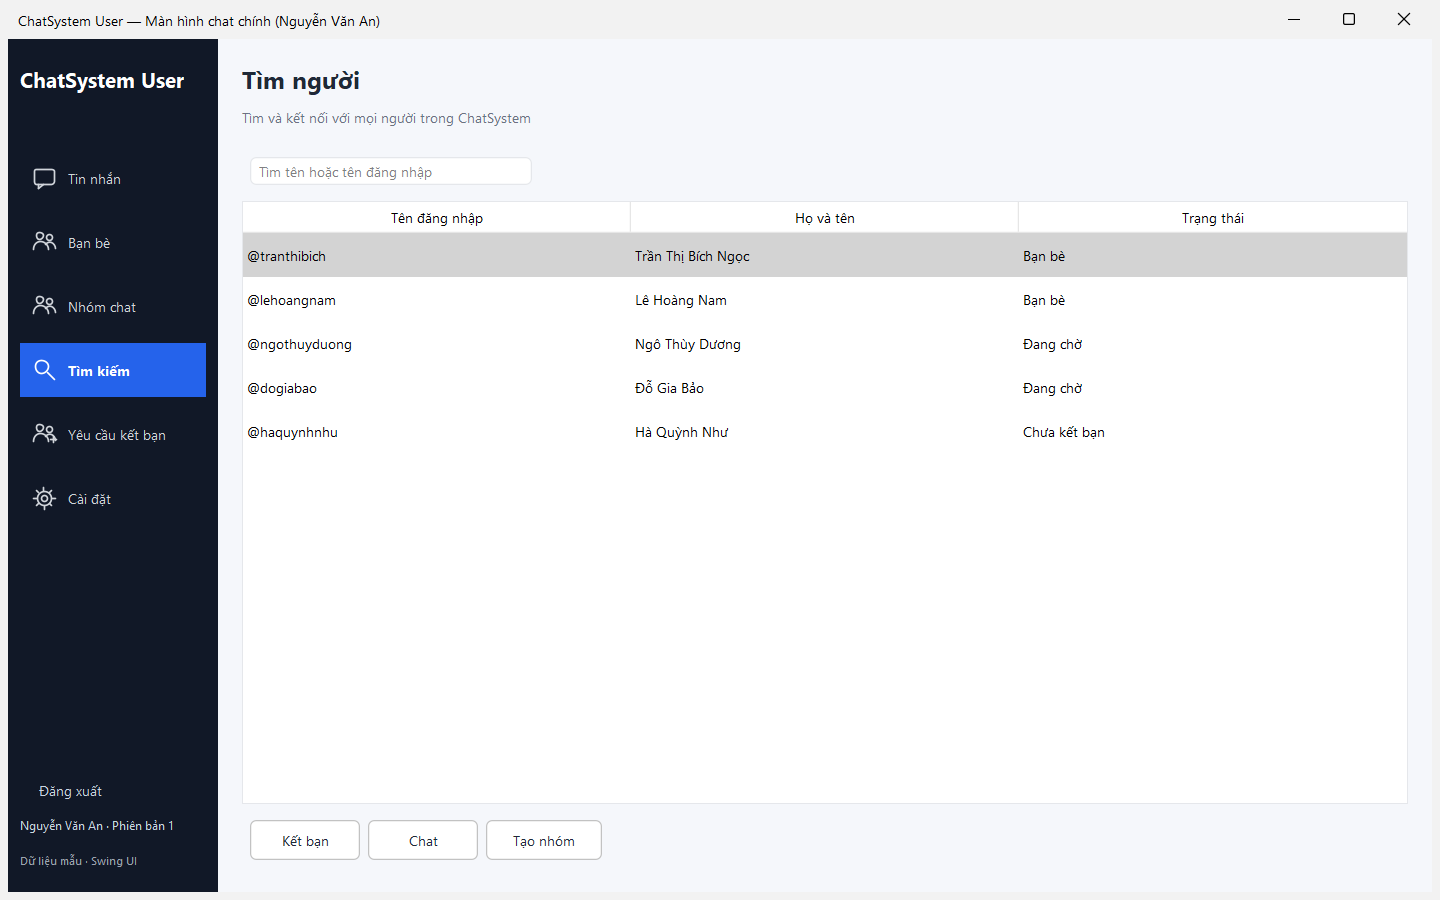 ChatSystem User — Màn hình chat chính (Nguyễn Văn An)
ChatSystem User
Tin nhắn
Bạn bè
Nhóm chat
Tìm kiếm
Yêu cầu kết bạn
Cài đặt
Đăng xuất
Nguyễn Văn An · Phiên bản 1
Dữ liệu mẫu · Swing UI
Tìm người
Tìm và kết nối với mọi người trong ChatSystem
Tìm tên hoặc tên đăng nhập
Tên đăng nhập Họ và tên Trạng thái
@tranthibich Trần Thị Bích Ngọc Bạn bè
@lehoangnam Lê Hoàng Nam Bạn bè
@ngothuyduong Ngô Thùy Dương Đang chờ
@dogiabao Đỗ Gia Bảo Đang chờ
@haquynhnhu Hà Quỳnh Như Chưa kết bạn
Kết bạn Chat Tạo nhóm